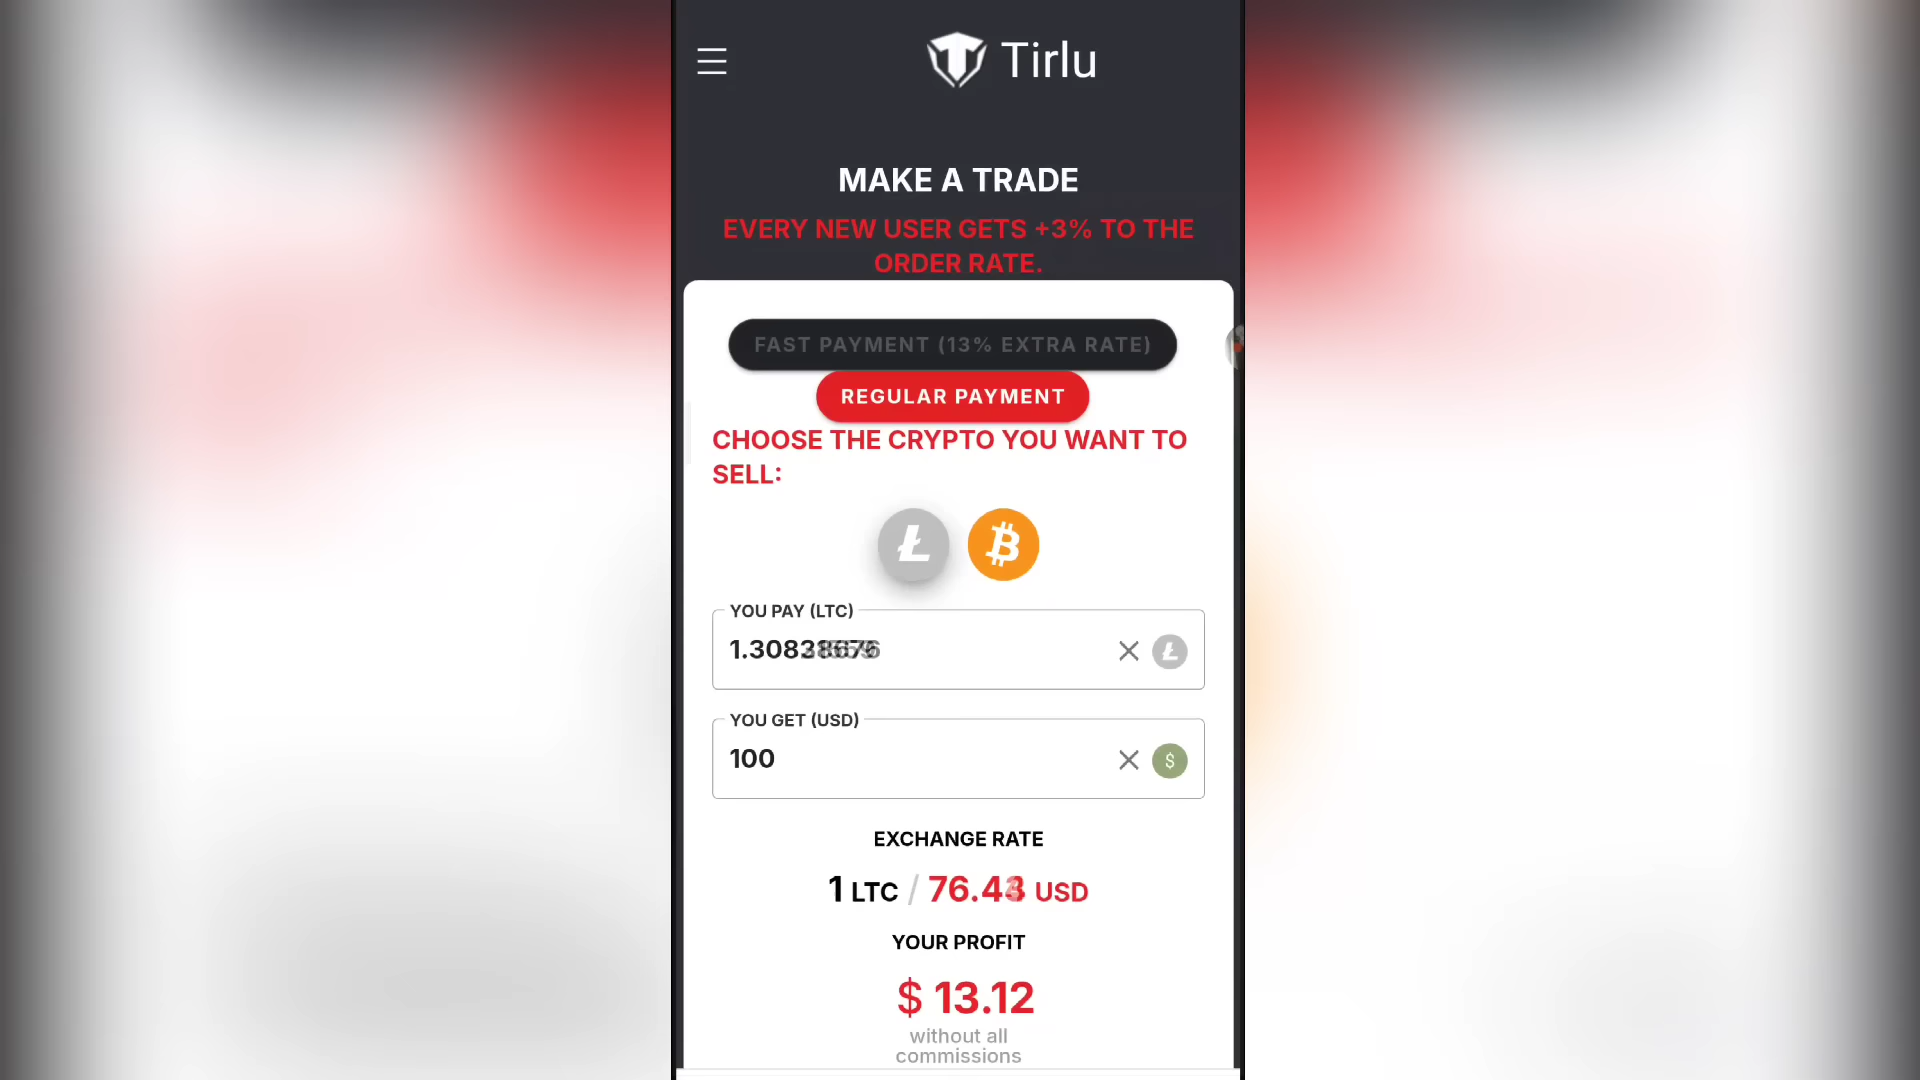 Tirlu
MAKE A TRADE
EVERY NEW USER GETS +3% TO THE
ORDER RATE.
FAST PAYMENT (13% EXTRA RATE)
REGULAR PAYMENT
CHOOSE THE CRYPTO YOU WANT TO
SELL:
YOU PAY (LTC)
YOU GET (USD)
100
$
EXCHANGE RATE
1 LTC / USD
YOUR PROFIT
$ 13.12
without all
commissions